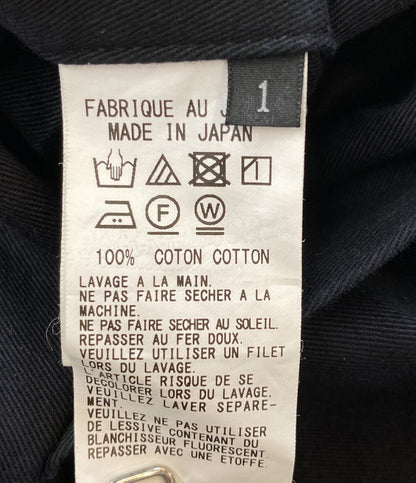 1
FABRIQUE AU J
MADE IN JAPAN
F W
100% COTON COTTON
LAVAGE A LA MAIN.
NE PAS FAIRE SECHER A LA
MACHINE.
NE PAS FAIRE SECHER AU SOLEIL.
REPASSER AU FER DOUX.
VEUILLEZ UTILISER UN FILET
LORS DU LAVAGE.
L'ARTICLE RISQUE DE SE
DECOLORER LORS DU LAVAGE.
VEUILLEZ LAVER SEPARE-
MENT.
VEUILLEZ NE PAS UTILISER
DE LESSIVE CONTENANT DU
BLANCHISSEUR FLUORESCENT.
REPASSER AVEC UNE ETOFFE.